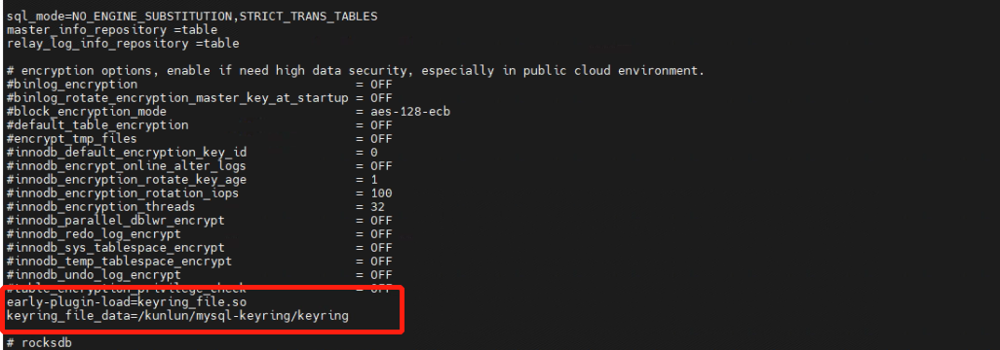 sql_mode=NO_ENGINE_SUBSTITUTION,STRICT_TRANS_TABLES
master_info_repository =table
relay_log_info_repository =table
# encryption options, enable if need high data security, especially in public cloud environment.
#binlog_encryption = OFF
#binlog_rotate_encryption_master_key_at_startup = OFF
#block_encryption_mode = aes-128-ecb
#default_table_encryption = OFF
#encrypt_tmp_files = OFF
#innodb_default_encryption_key_id = 0
#innodb_encrypt_online_alter_logs = OFF
#innodb_encryption_rotate_key_age = 1
#innodb_encryption_rotation_iops = 100
#innodb_encryption_threads = 32
#innodb_parallel_dblwr_encrypt = OFF
#innodb_redo_log_encrypt = OFF
#innodb_sys_tablespace_encrypt = OFF
#innodb_temp_tablespace_encrypt = OFF
#innodb_undo_log_encrypt = OFF
#table_encryption_privilege_check = OFF
early-plugin-load=keyring_file.so
keyring_file_data=/kunlun/mysql-keyring/keyring
# rocksdb